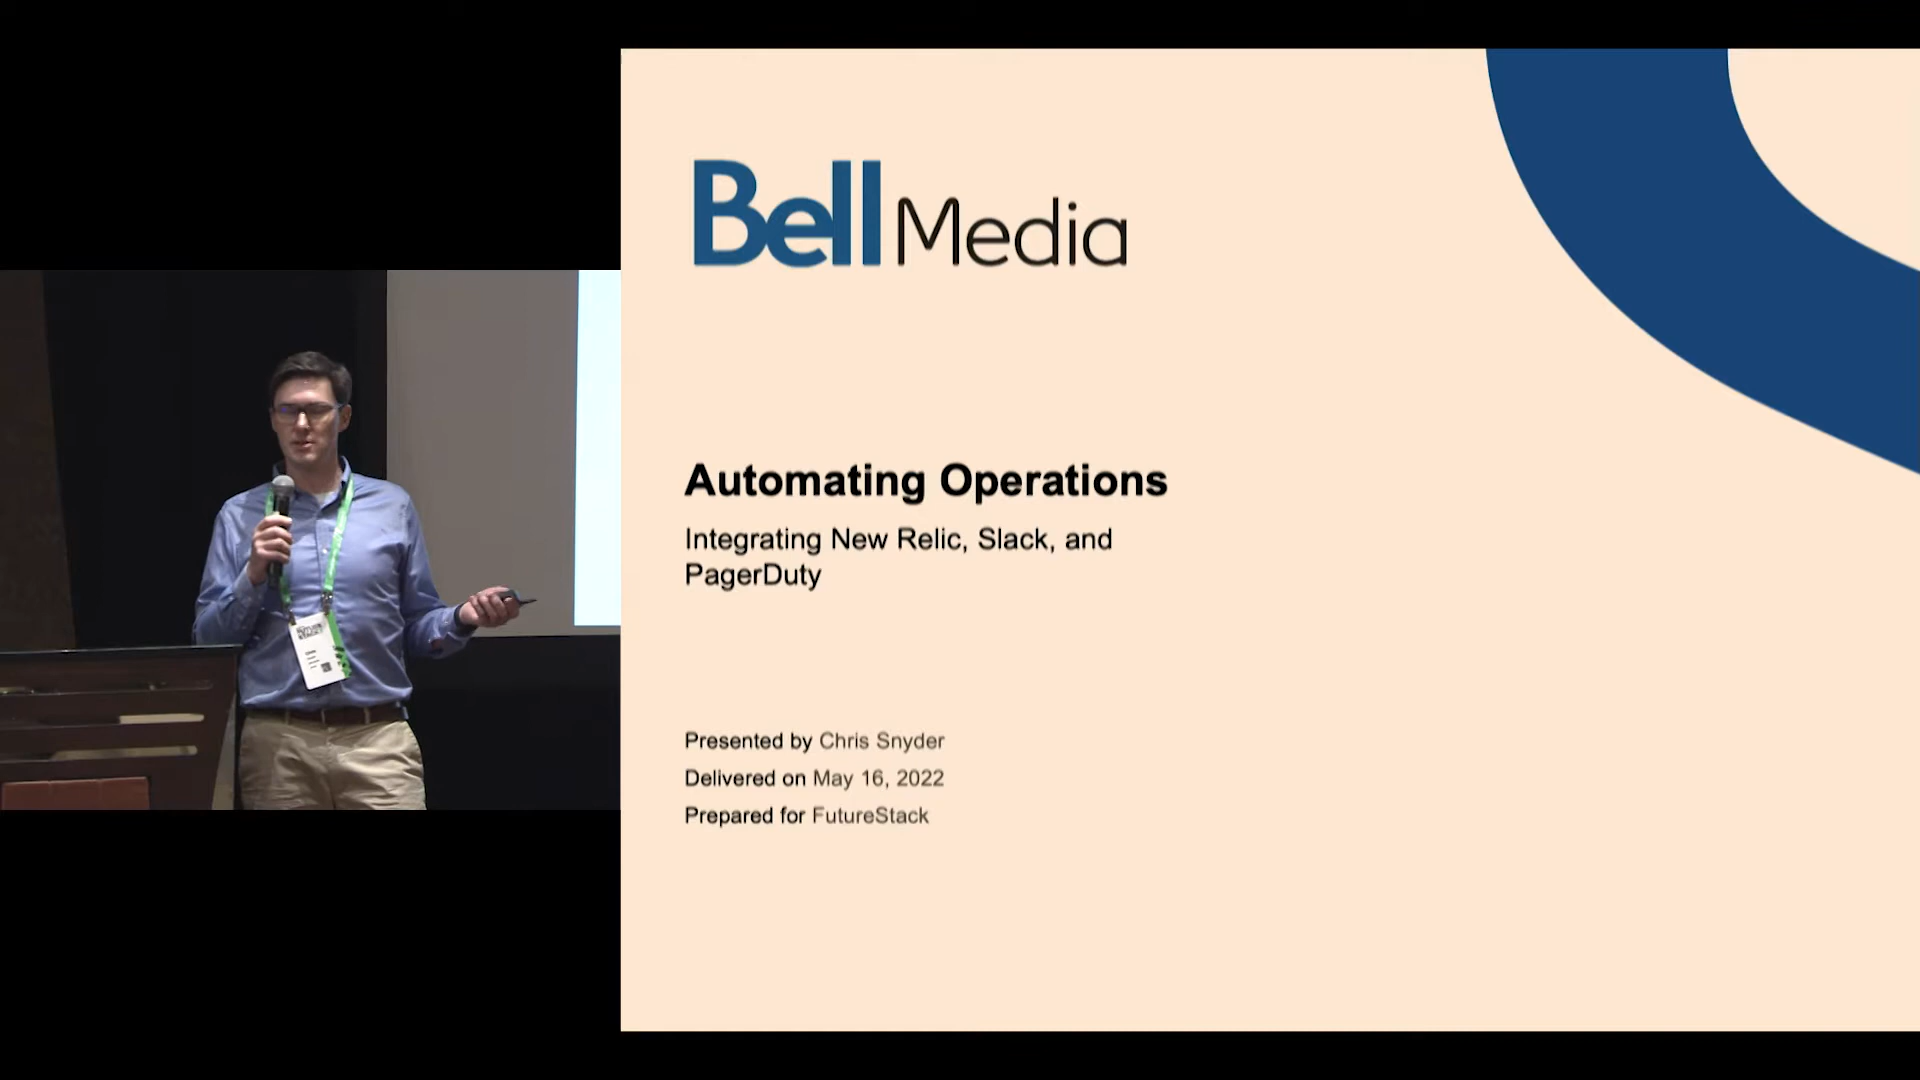 Bell Media
Automating Operations
Integrating New Relic, Slack, and
PagerDuty
Presented by Chris Snyder
Delivered on May 16, 2022
Prepared for FutureStack